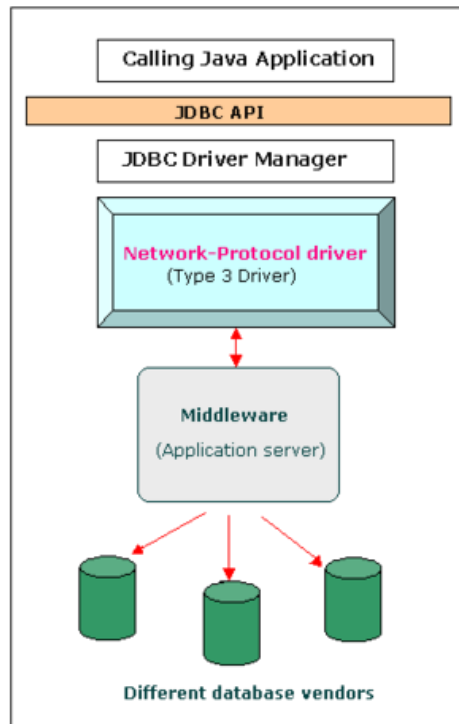 Calling Java Application
JDBC API
JDBC Driver Manager
Network-Protocol driver
(Type 3 Driver)
Middleware
(Application server)
Different database vendors